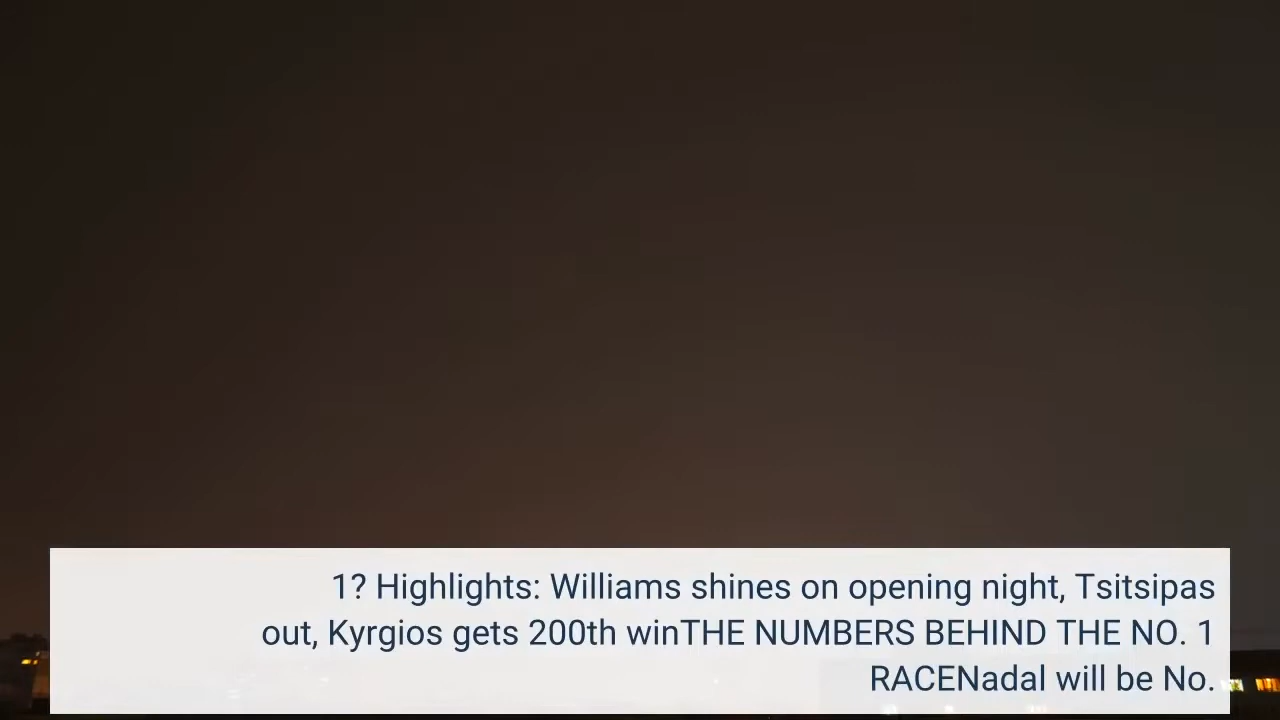 1? Highlights: Williams shines on opening night, Tsitsipas
out, Kyrgios gets 200th winTHE NUMBERS BEHIND THE NO. 1
RACENadal will be No.